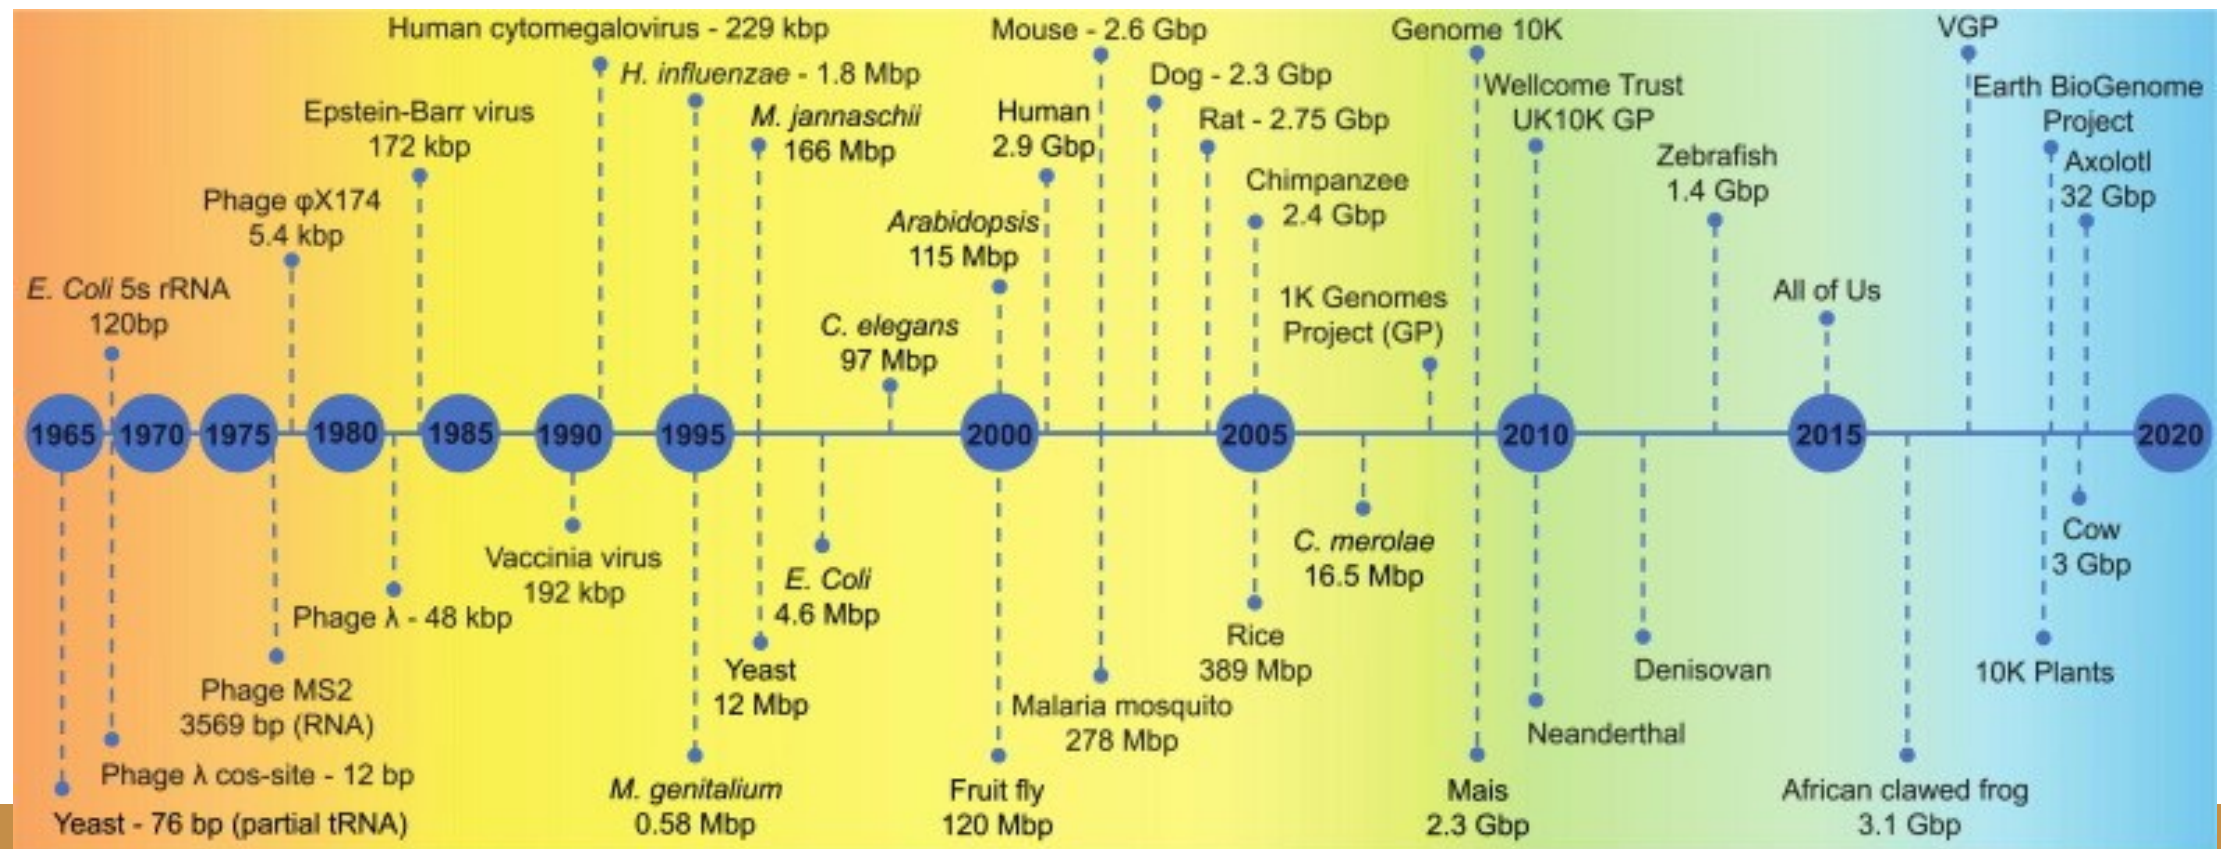 Human cytomegalovirus - 229 kbp
H. influenzae - 1.8 Mbp
Epstein-Barr virus
172 kbp
M. jannaschii
166 Mbp
Phage φX174
5.4 kbp
E. Coli 5s rRNA
120bp
C. elegans
97 Mbp
Arabidopsis
115 Mbp
Human
2.9 Gbp
Mouse - 2.6 Gbp
Dog - 2.3 Gbp
Rat - 2.75 Gbp
Chimpanzee
2.4 Gbp
1K Genomes
Project (GP)
Genome 10K
Wellcome Trust
UK10K GP
Zebrafish
1.4 Gbp
All of Us
VGP
Earth BioGenome
Project
Axolotl
32 Gbp
1965 1970 1975 1980 1985 1990 1995 2000 2005 2010 2015 2020
Yeast - 76 bp (partial tRNA)
Phage λ cos-site - 12 bp
Phage MS2
3569 bp (RNA)
Phage λ - 48 kbp
Vaccinia virus
192 kbp
M. genitalium
0.58 Mbp
Yeast
12 Mbp
E. Coli
4.6 Mbp
Fruit fly
120 Mbp
Malaria mosquito
278 Mbp
Rice
389 Mbp
C. merolae
16.5 Mbp
Mais
2.3 Gbp
Neanderthal
Denisovan
African clawed frog
3.1 Gbp
10K Plants
Cow
3 Gbp